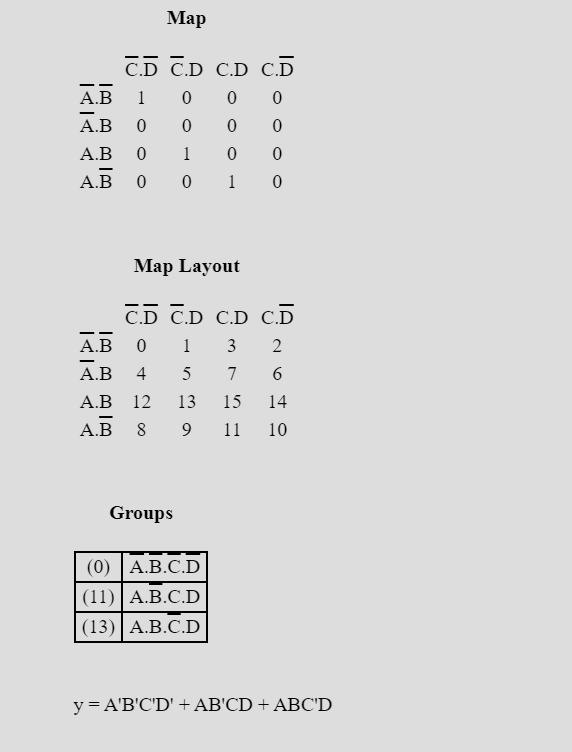 Map
C̅.D̅ C̅.D C.D C.D̅
A̅.B̅ 1 0 0 0
A̅.B 0 0 0 0
A.B 0 1 0 0
A.B̅ 0 0 1 0
Map Layout
C̅.D̅ C̅.D C.D C.D̅
A̅.B̅ 0 1 3 2
A̅.B 4 5 7 6
A.B 12 13 15 14
A.B̅ 8 9 11 10
Groups
(0) A̅.B̅.C̅.D̅
(11) A.B̅.C.D
(13) A.B.C̅.D
y = A'B'C'D' + AB'CD + ABC'D